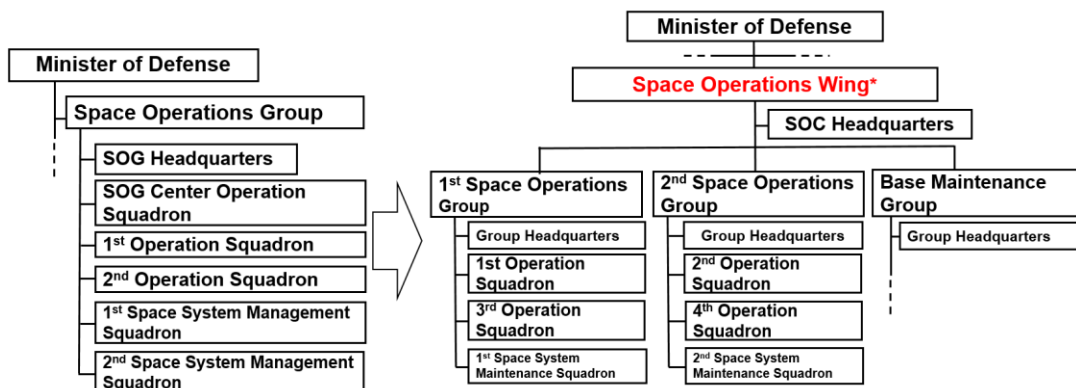 Minister of Defense
Space Operations Group
SOG Headquarters
SOG Center Operation
Squadron
1st Operation Squadron
2nd Operation Squadron
1st Space System Management
Squadron
2nd Space System Management
Squadron
Minister of Defense
Space Operations Wing*
SOC Headquarters
1st Space Operations
Group
Group Headquarters
1st Operation
Squadron
3rd Operation
Squadron
1st Space System
Maintenance Squadron
2nd Space Operations
Group
Group Headquarters
2nd Operation
Squadron
4th Operation
Squadron
2nd Space System
Maintenance Squadron
Base Maintenance
Group
Group Headquarters